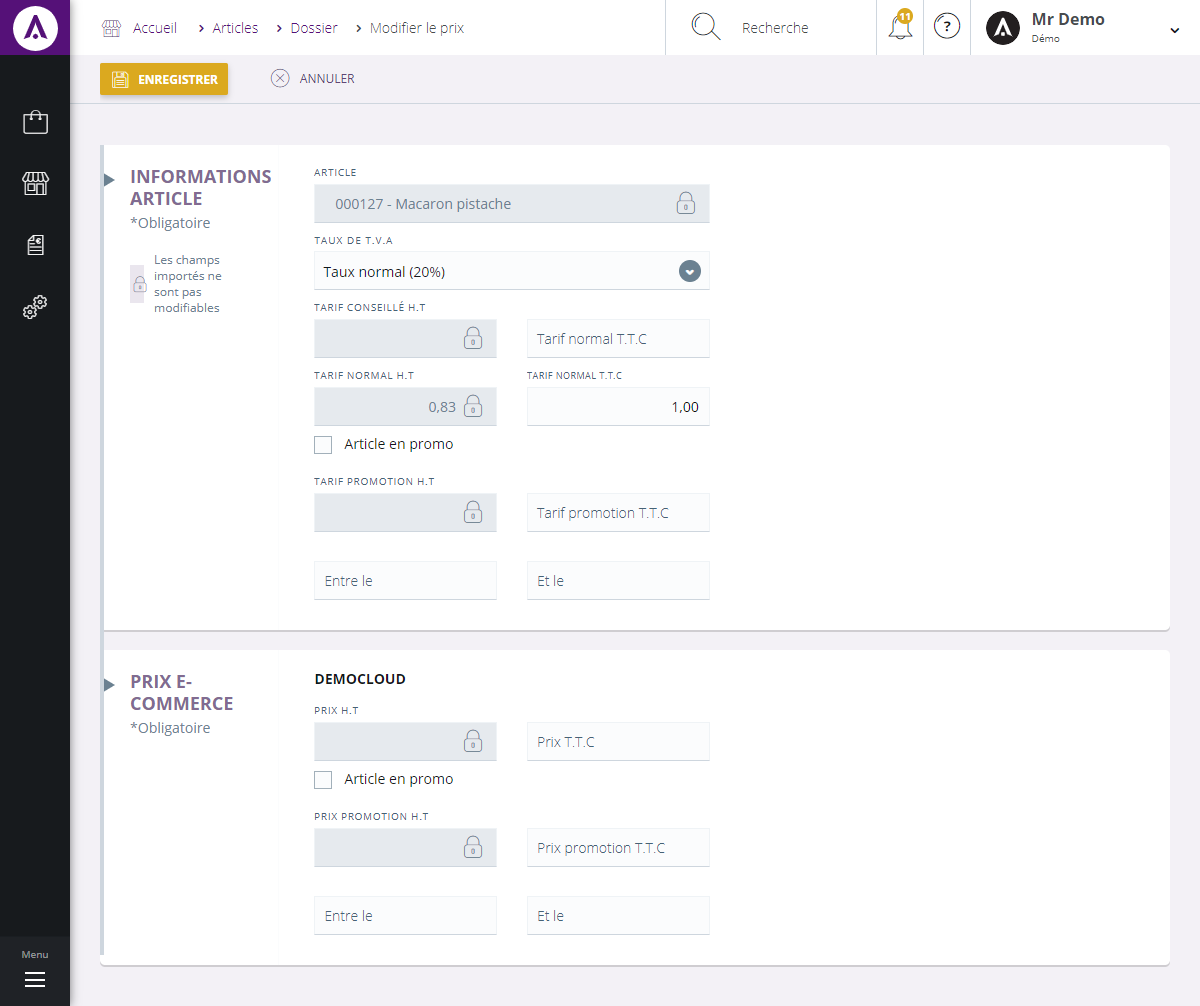 Accueil > Articles > Dossier > Modifier le prix
Recherche
11
?
Mr Demo
Démo
ENREGISTRER
ANNULER
INFORMATIONS
ARTICLE
*Obligatoire
Les champs
importés ne
sont pas
modifiables
ARTICLE
000127 - Macaron pistache
TAUX DE T.V.A
Taux normal (20%)
TARIF CONSEILLÉ H.T
Tarif normal T.T.C
TARIF NORMAL H.T
TARIF NORMAL T.T.C
0,83
1,00
Article en promo
TARIF PROMOTION H.T
Tarif promotion T.T.C
Entre le
Et le
PRIX E-
COMMERCE
*Obligatoire
DEMOCLOUD
PRIX H.T
Prix T.T.C
Article en promo
PRIX PROMOTION H.T
Prix promotion T.T.C
Entre le
Et le
Menu